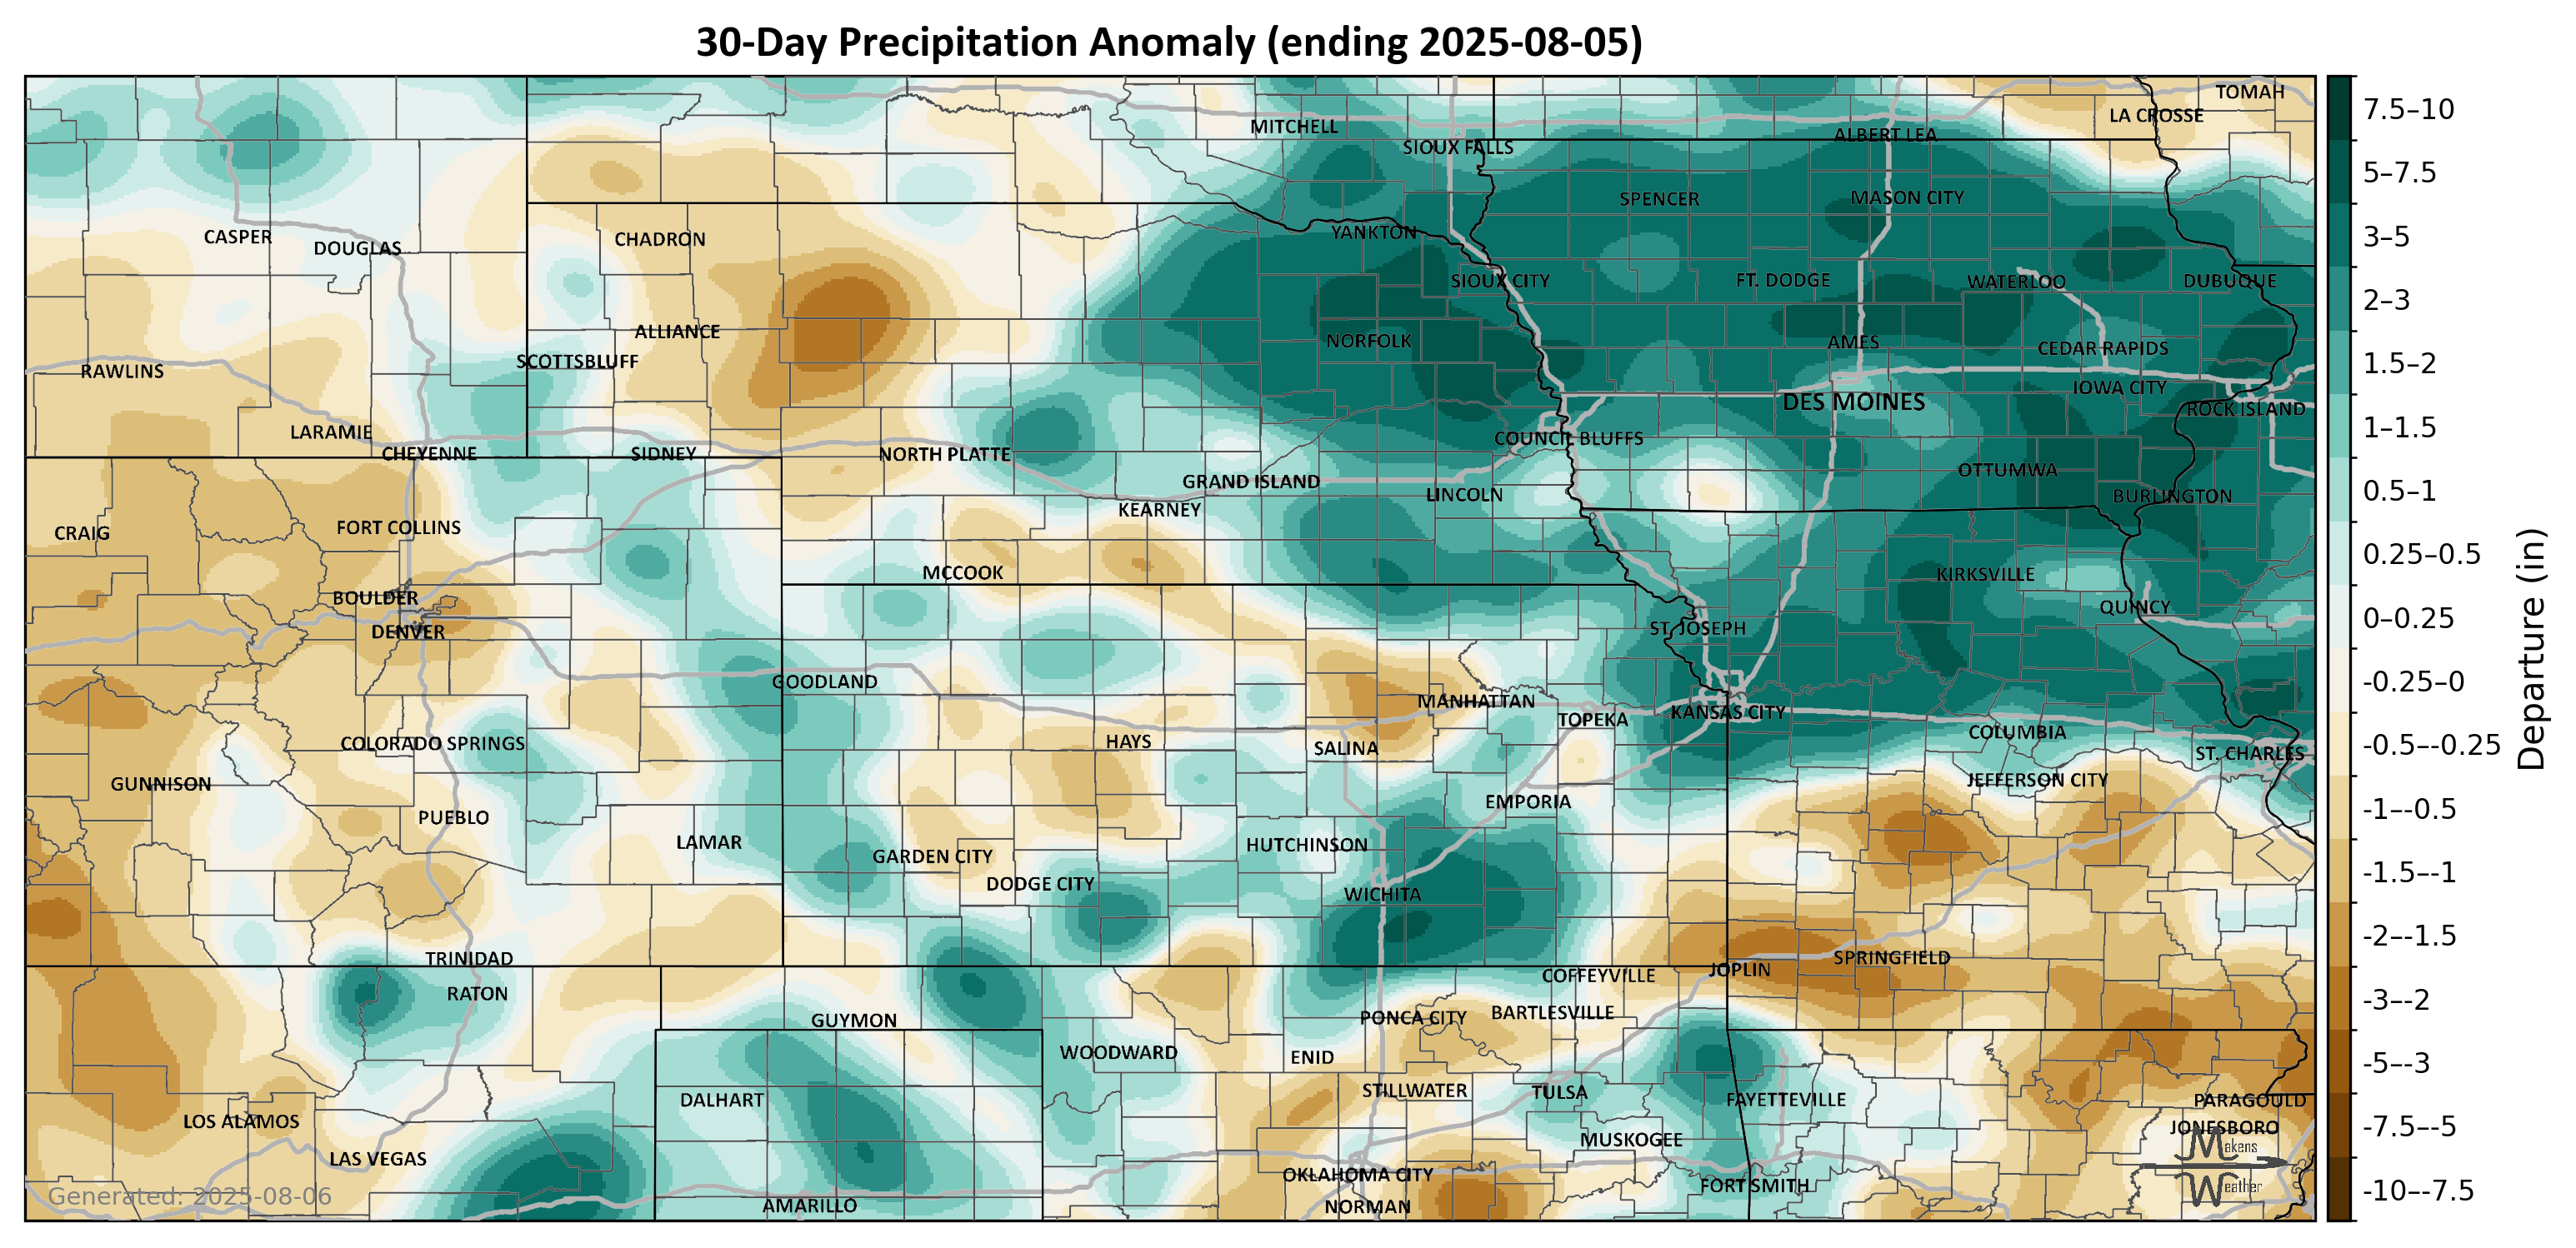 30-Day Precipitation Anomaly (ending 2025-08-05)
TOMAH
LA CROSSE
MITCHELL
ALBERT LEA
SIOUX FALLS
SPENCER
MASON CITY
YANKTON
CASPER
CHADRON
DOUGLAS
SIOUX CITY
FT. DODGE
WATERLOO
DUBUQUE
ALLIANCE
NORFOLK
AMES
CEDAR RAPIDS
SCOTTSBLUFF
RAWLINS
IOWA CITY
DES MOINES
ROCK ISLAND
LARAMIE
COUNCIL BLUFFS
CHEYENNE
SIDNEY
NORTH PLATTE
OTTUMWA
GRAND ISLAND
LINCOLN
BURLINGTON
KEARNEY
CRAIG
FORT COLLINS
MCCOOK
KIRKSVILLE
BOULDER
QUINCY
DENVER
ST. JOSEPH
GOODLAND
MANHATTAN
TOPEKA
KANSAS CITY
COLUMBIA
COLORADO SPRINGS
HAYS
SALINA
ST. CHARLES
GUNNISON
JEFFERSON CITY
EMPORIA
PUEBLO
LAMAR
HUTCHINSON
GARDEN CITY
DODGE CITY
WICHITA
TRINIDAD
SPRINGFIELD
JOPLIN
COFFEYVILLE
RATON
BARTLESVILLE
PONCA CITY
GUYMON
WOODWARD
ENID
STILLWATER
TULSA
DALHART
FAYETTEVILLE
PARAGOULD
LOS ALAMOS
JONESBORO
MUSKOGEE
LAS VEGAS
OKLAHOMA CITY
FORT SMITH
AMARILLO
NORMAN
Makens
Weather
Generated: 2025-08-06
7.5–10
5–7.5
3–5
2–3
1.5–2
1–1.5
0.5–1
0.25–0.5
0–0.25
-0.25–0
-0.5–-0.25
-1–-0.5
-1.5–-1
-2–-1.5
-3–-2
-5–-3
-7.5–-5
-10–-7.5
Departure (in)